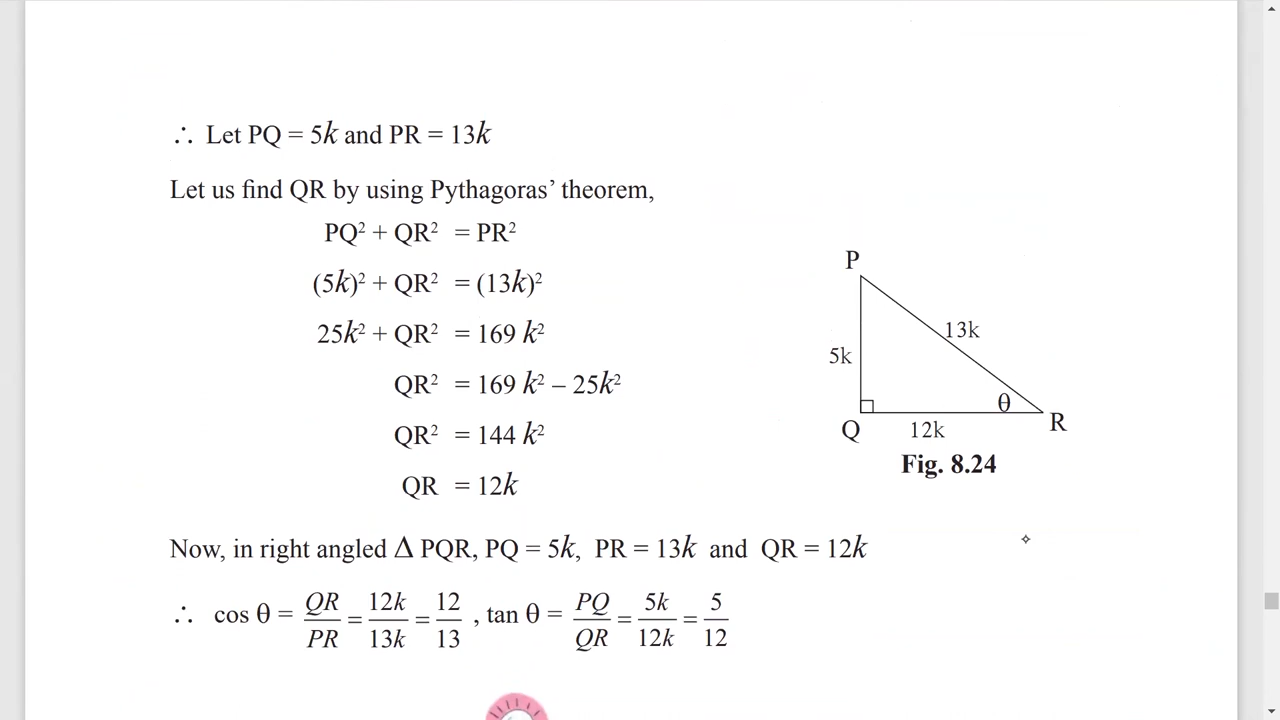 ∴ Let PQ = 5k and PR = 13k
Let us find QR by using Pythagoras’ theorem,
PQ² + QR² = PR²
(5k)² + QR² = (13k)²
25k² + QR² = 169 k²
QR² = 169 k² – 25k²
QR² = 144 k²
QR = 12k
P
13k
5k
θ
Q
12k
R
Fig. 8.24
Now, in right angled Δ PQR, PQ = 5k, PR = 13k and QR = 12k
∴ cos θ = QR/PR = 12k/13k = 12/13 , tan θ = PQ/QR = 5k/12k = 5/12